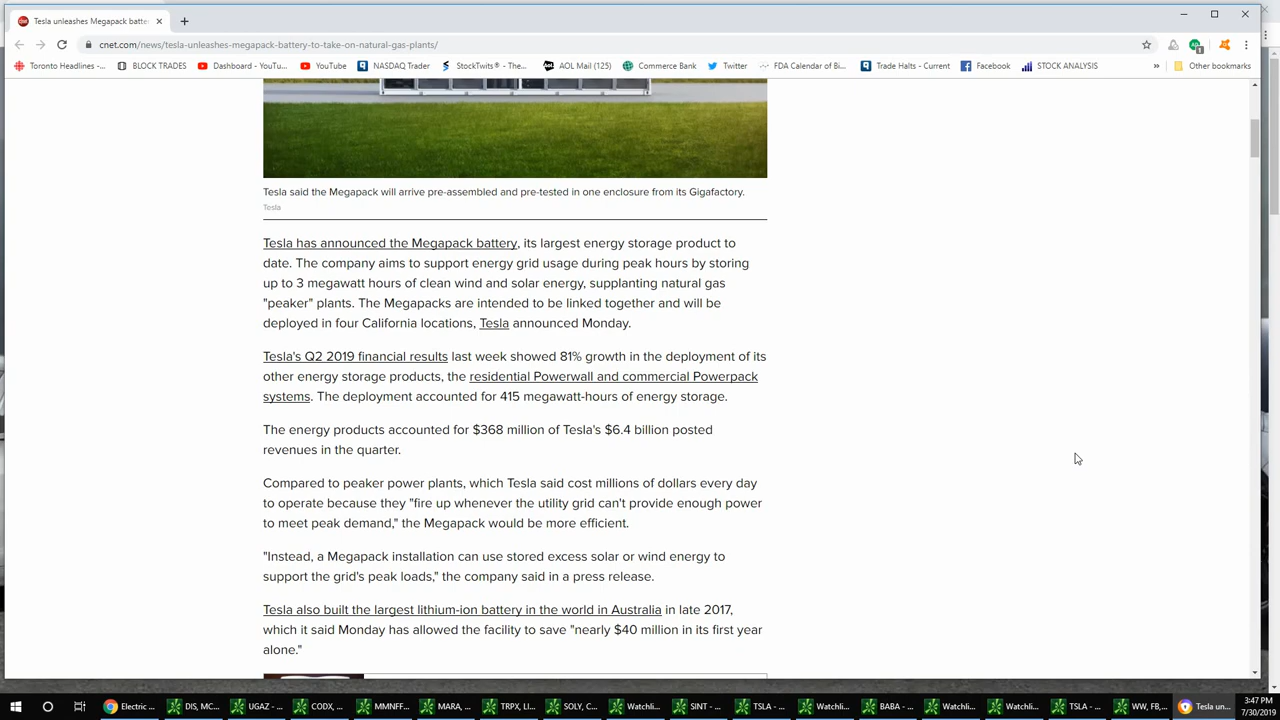 Tesla unleashes Megapack batte
cnet.com/news/tesla-unleashes-megapack-battery-to-take-on-natural-gas-plants/
Toronto Headlines -... BLOCK TRADES Dashboard - YouTu... YouTube NASDAQ Trader StockTwits® - The... AOL Mail (125) Commerce Bank Twitter FDA Calendar of Bi... Trade Halts - Current Facebook STOCK ANALYSIS » Other bookmarks
Tesla said the Megapack will arrive pre-assembled and pre-tested in one enclosure from its Gigafactory.
Tesla
Tesla has announced the Megapack battery, its largest energy storage product to
date. The company aims to support energy grid usage during peak hours by storing
up to 3 megawatt hours of clean wind and solar energy, supplanting natural gas
"peaker" plants. The Megapacks are intended to be linked together and will be
deployed in four California locations, Tesla announced Monday.
Tesla's Q2 2019 financial results last week showed 81% growth in the deployment of its
other energy storage products, the residential Powerwall and commercial Powerpack
systems. The deployment accounted for 415 megawatt-hours of energy storage.
The energy products accounted for $368 million of Tesla's $6.4 billion posted
revenues in the quarter.
Compared to peaker power plants, which Tesla said cost millions of dollars every day
to operate because they "fire up whenever the utility grid can't provide enough power
to meet peak demand," the Megapack would be more efficient.
"Instead, a Megapack installation can use stored excess solar or wind energy to
support the grid's peak loads," the company said in a press release.
Tesla also built the largest lithium-ion battery in the world in Australia in late 2017,
which it said Monday has allowed the facility to save "nearly $40 million in its first year
alone."
Electric ... DIS, MC... UGAZ - ... CODX, ... MMNFF... MARA, ... TRPX, LI... SOLY, C... Watchli... SINT - ... TSLA - ... Watchli... BABA - ... Watchli... Watchli... TSLA - ... WW, FB,... Tesla un... 3:47 PM
7/30/2019